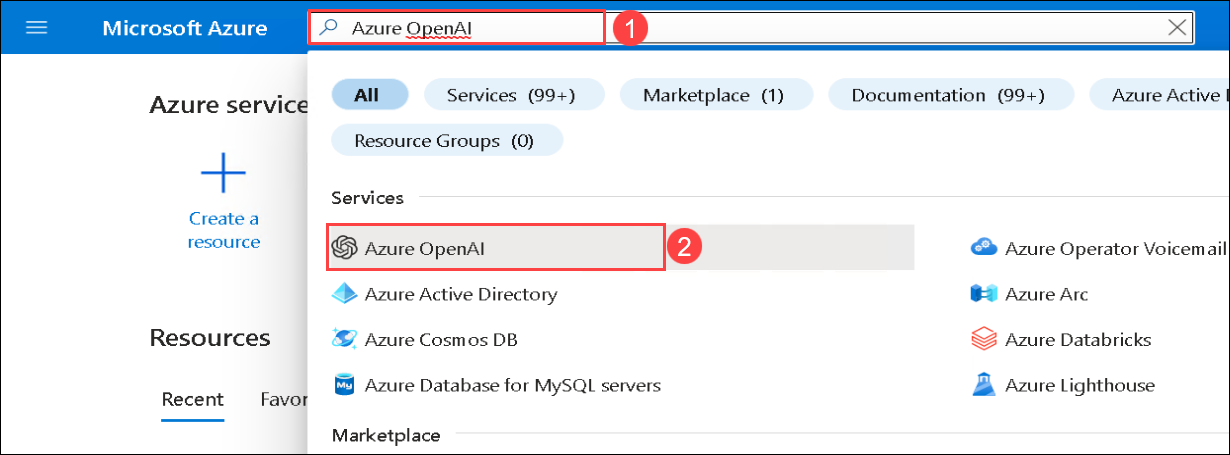 Microsoft Azure
Azure OpenAI
1
All
Services (99+)
Marketplace (1)
Documentation (99+)
Azure Active
Resource Groups (0)
Azure service
Create a
resource
Services
Azure OpenAI
2
Azure Operator Voicemail
Azure Active Directory
Azure Arc
Azure Cosmos DB
Azure Databricks
My
Azure Database for MySQL servers
Azure Lighthouse
Resources
Recent
Favor
Marketplace